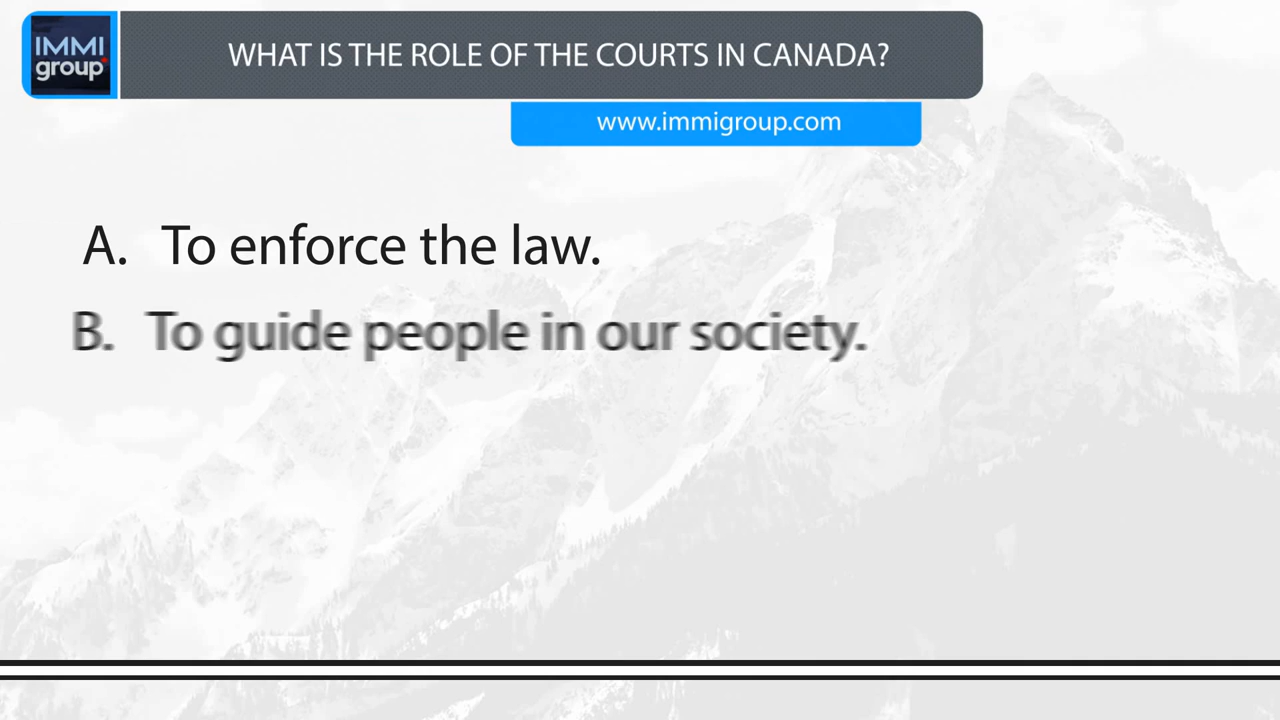 IMMI
group
WHAT IS THE ROLE OF THE COURTS IN CANADA?
www.immigroup.com
A. To enforce the law.
B. To guide people in our society.